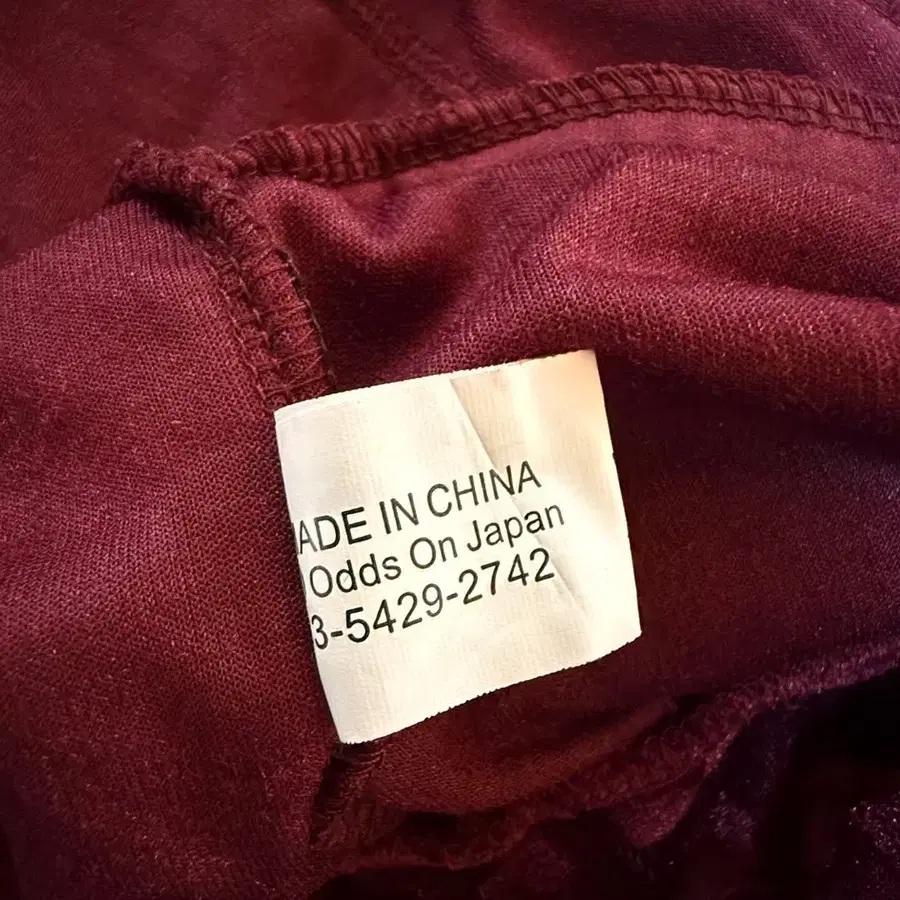 ADE IN CHINA
Odds On Japan
3-5429-2742